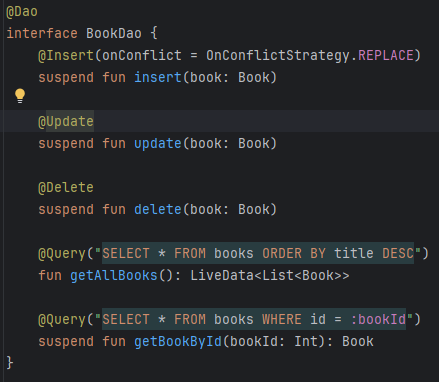 @Dao
interface BookDao {
    @Insert(onConflict = OnConflictStrategy.REPLACE)
    suspend fun insert(book: Book)
    @Update
    suspend fun update(book: Book)
    @Delete
    suspend fun delete(book: Book)
    @Query("SELECT * FROM books ORDER BY title DESC")
    fun getAllBooks(): LiveData<List<Book>>
    @Query("SELECT * FROM books WHERE id = :bookId")
    suspend fun getBookById(bookId: Int): Book
}